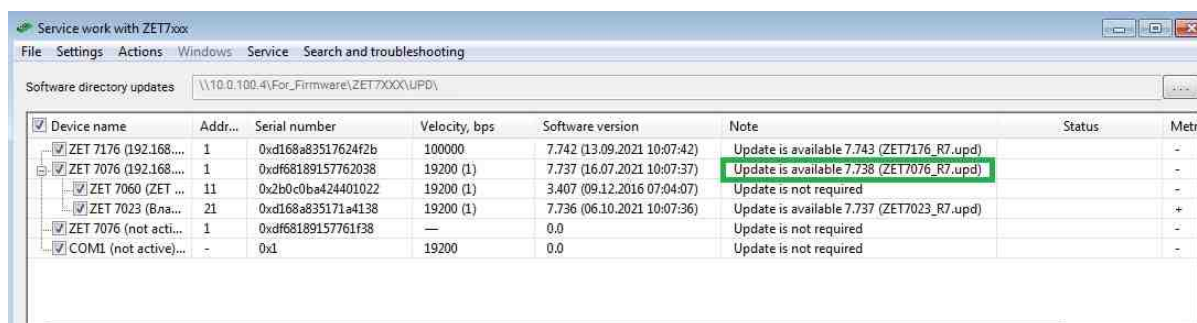 Service work with ZET7xxx
File Settings Actions Windows Service Search and troubleshooting
Software directory updates \\10.0.100.4\For_Firmware\ZET7XXX\UPD\ ...
Device name Addr... Serial number Velocity, bps Software version Note Status Metr
ZET 7176 (192.168.... 1 0xd168a83517624f2b 100000 7.742 (13.09.2021 10:07:42) Update is available 7.743 (ZET7176_R7.upd) -
ZET 7076 (192.168.... 1 0xdf68189157762038 19200 (1) 7.737 (16.07.2021 10:07:37) Update is available 7.738 (ZET7076_R7.upd) -
ZET 7060 (ZET ... 11 0x2b0c0ba424401022 19200 (1) 3.407 (09.12.2016 07:04:07) Update is not required -
ZET 7023 (Вла... 21 0xd168a835171a4138 19200 (1) 7.736 (06.10.2021 10:07:36) Update is available 7.737 (ZET7023_R7.upd) +
ZET 7076 (not acti... 1 0xdf68189157761f38 — 0.0 Update is not required -
COM1 (not active)... - 0x1 19200 0.0 Update is not required -